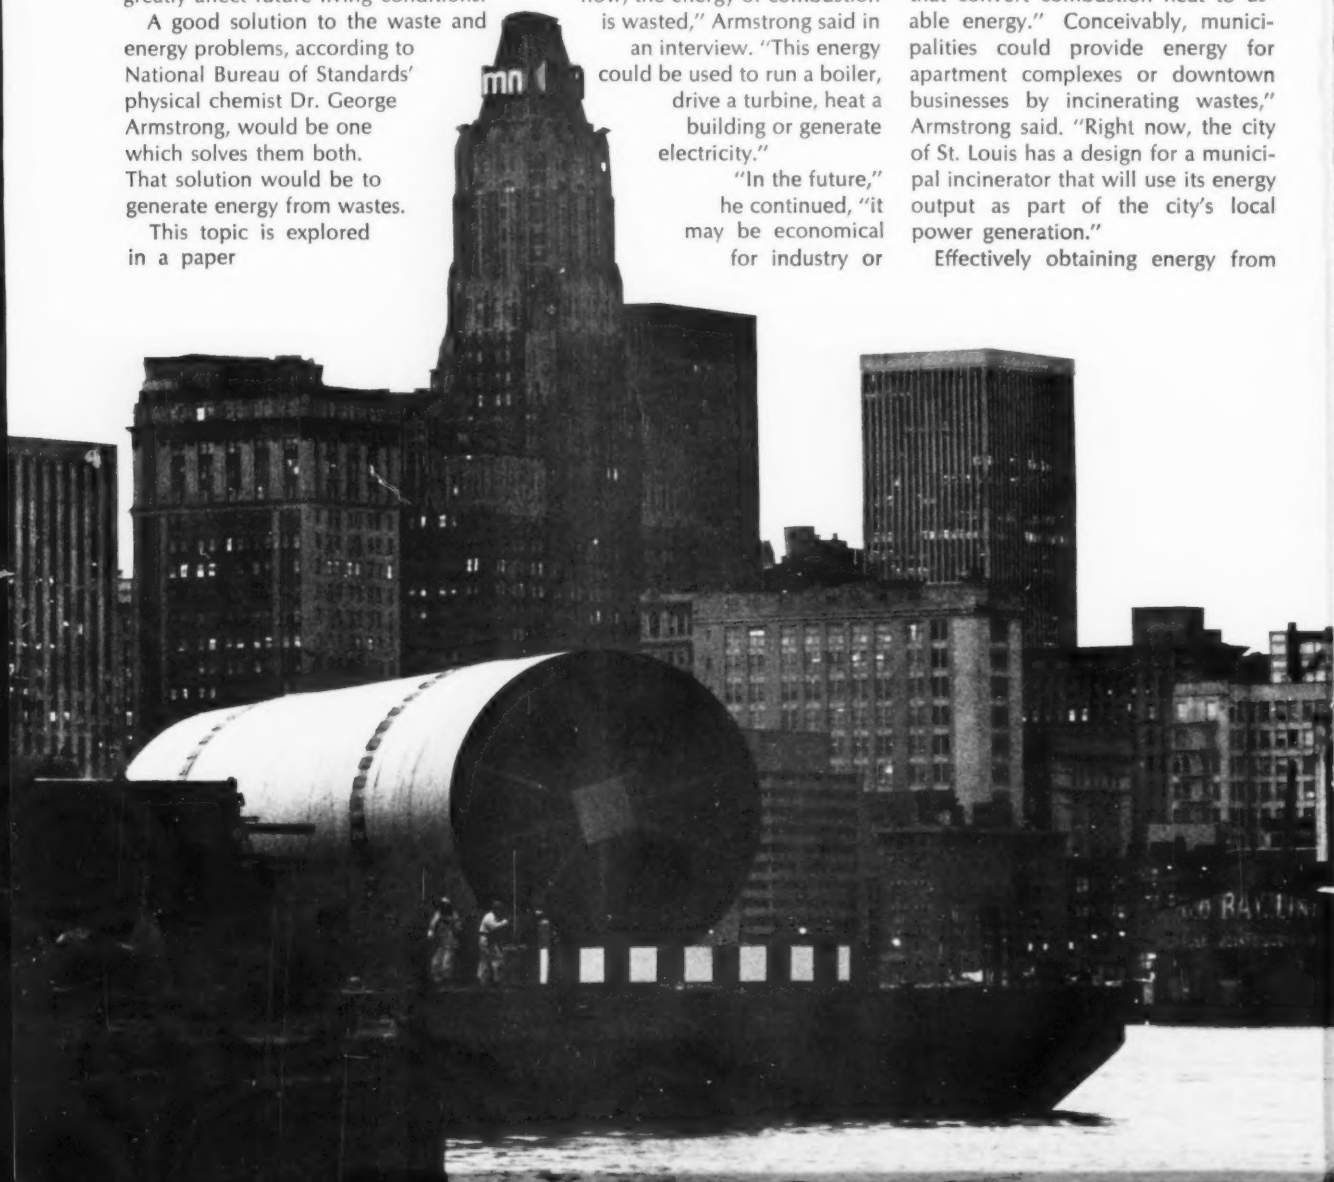 greatly affect future living conditions.
A good solution to the waste and
energy problems, according to
National Bureau of Standards'
physical chemist Dr. George
Armstrong, would be one
which solves them both.
That solution would be to
generate energy from wastes.
This topic is explored
in a paper
now, the energy of combustion
is wasted," Armstrong said in
an interview. "This energy
could be used to run a boiler,
drive a turbine, heat a
building or generate
electricity."
"In the future,"
he continued, "it
may be economical
for industry or
that convert combustion heat to us-
able energy." Conceivably, munici-
palities could provide energy for
apartment complexes or downtown
businesses by incinerating wastes,"
Armstrong said. "Right now, the city
of St. Louis has a design for a munici-
pal incinerator that will use its energy
output as part of the city's local
power generation."
Effectively obtaining energy from
mn
BAY